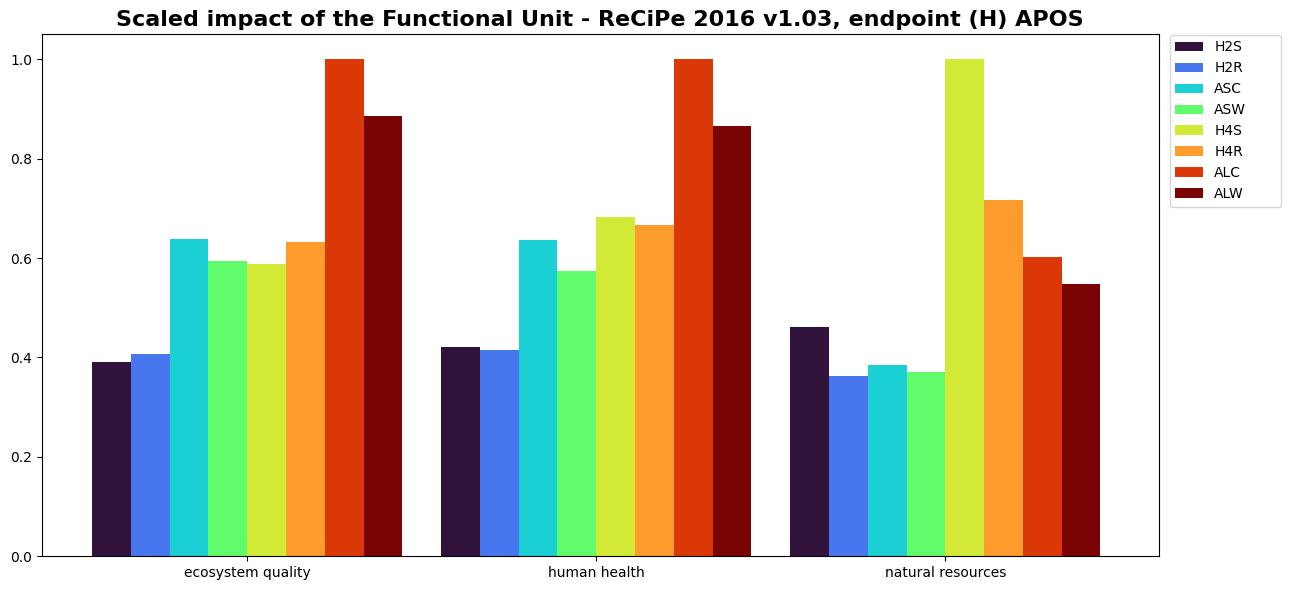 Scaled impact of the Functional Unit - ReCiPe 2016 v1.03, endpoint (H) APOS
1.0
0.8
0.6
0.4
0.2
0.0
ecosystem quality
human health
natural resources
H2S
H2R
ASC
ASW
H4S
H4R
ALC
ALW